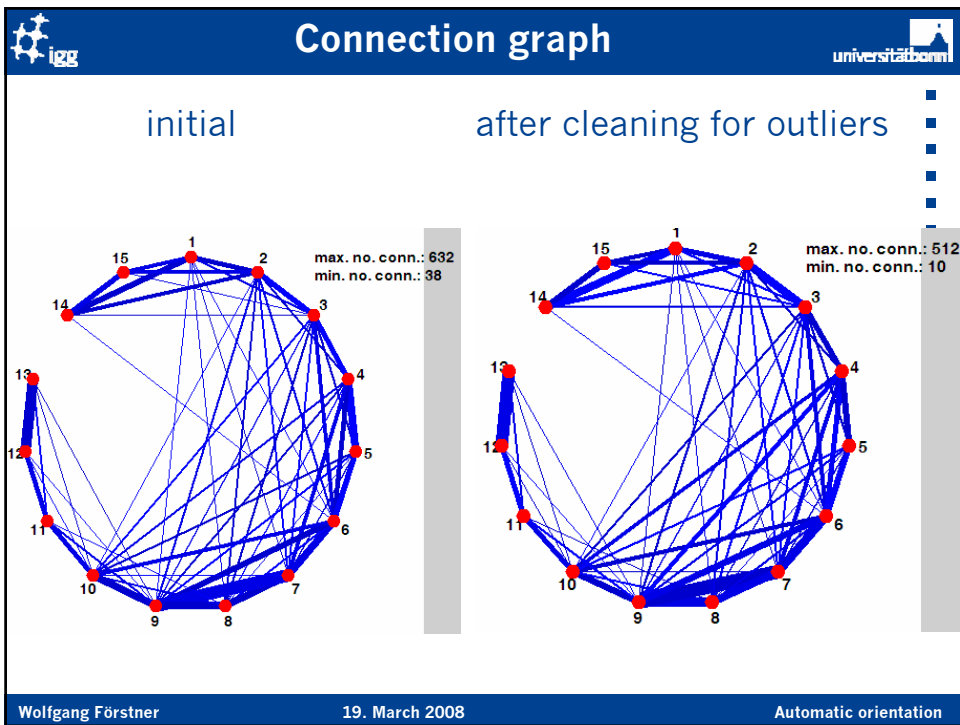 Connection graph
igg
universitätbonn
initial
after cleaning for outliers
1
15
2
max. no. conn.: 632
min. no. conn.: 38
14
3
13
4
12
5
11
6
10
7
9
8
1
15
2
max. no. conn.: 512
min. no. conn.: 10
14
3
13
4
12
5
11
6
10
7
9
8
Wolfgang Förstner
19. March 2008
Automatic orientation